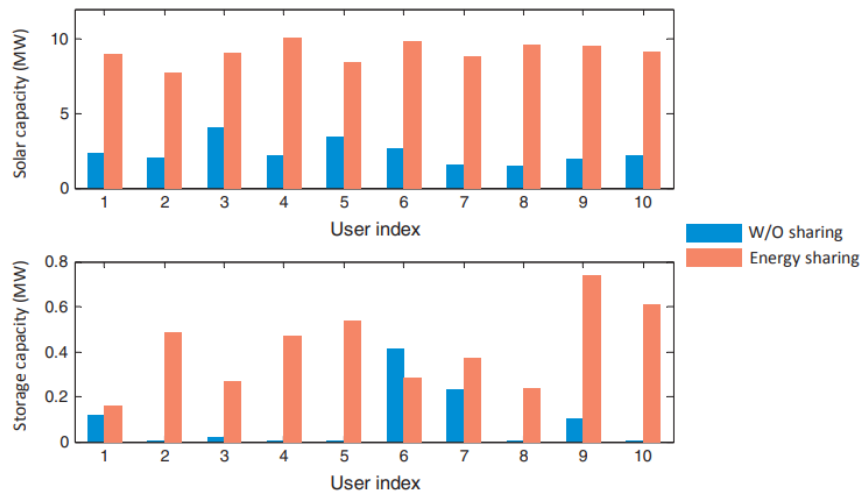 Solar capacity (MW)
10
5
0
1 2 3 4 5 6 7 8 9 10
User index
W/O sharing
Energy sharing
Storage capacity (MW)
0.8
0.6
0.4
0.2
0
1 2 3 4 5 6 7 8 9 10
User index